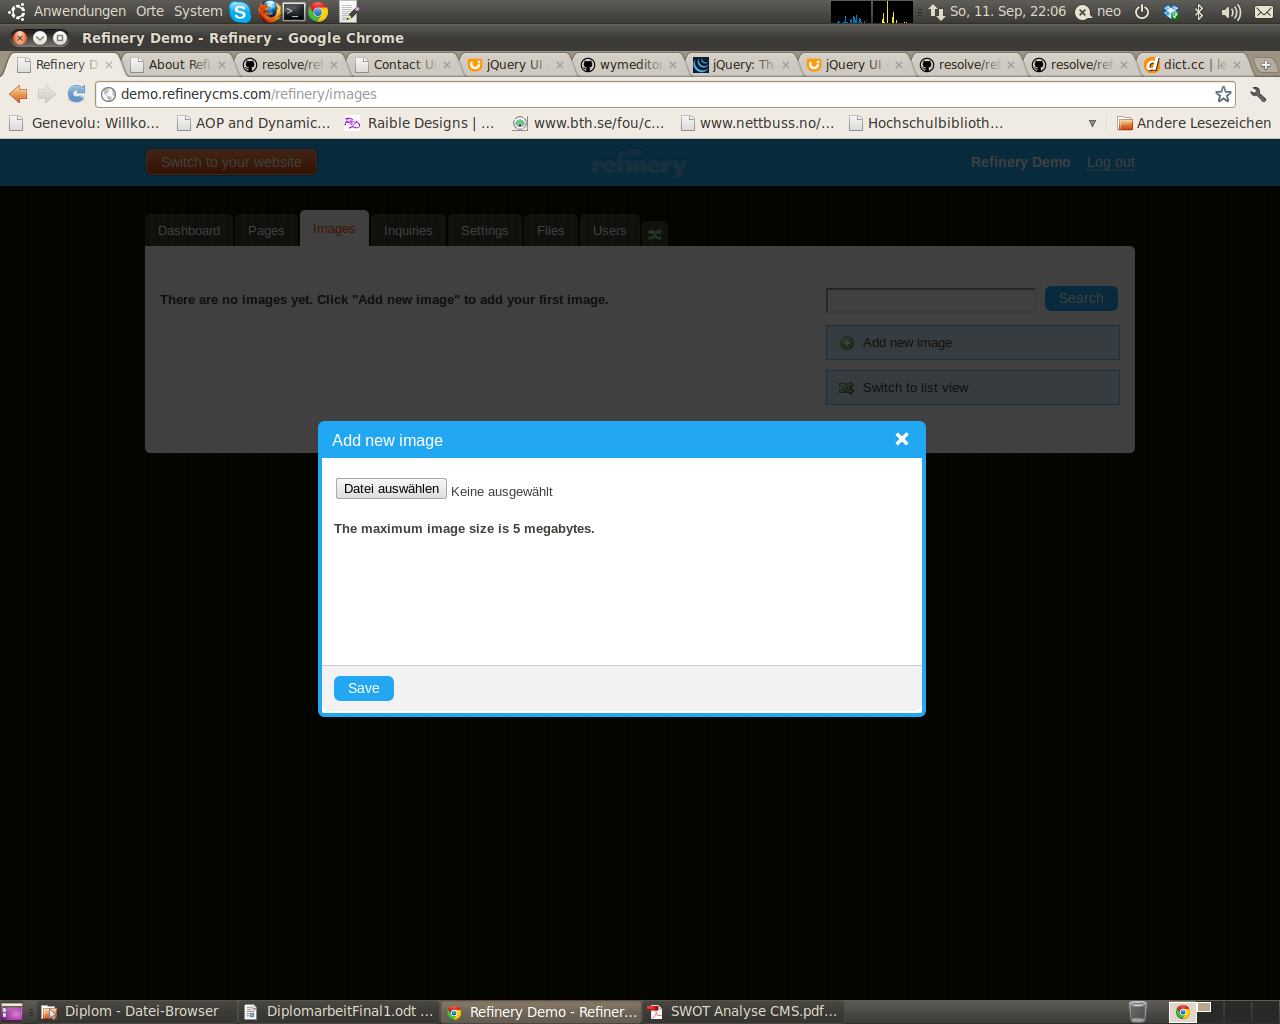 Anwendungen Orte System So, 11. Sep, 22:06 neo
Refinery Demo - Refinery - Google Chrome
Refinery D About Refi resolve/ref Contact U jQuery UI - wymeditor jQuery: Th jQuery UI - resolve/ref resolve/ref dict.cc | le
demo.refinerycms.com/refinery/images
Genevolu: Willko... AOP and Dynamic... Raible Designs | ... www.bth.se/fou/c... www.nettbuss.no/... Hochschulbiblioth... Andere Lesezeichen
Switch to your website refinery Refinery Demo Log out
Dashboard Pages Images Inquiries Settings Files Users
There are no images yet. Click "Add new image" to add your first image. Search
Add new image
Switch to list view
Add new image
Datei auswählen Keine ausgewählt
The maximum image size is 5 megabytes.
Save
Diplom - Datei-Browser DiplomarbeitFinal1.odt ... Refinery Demo - Refiner... SWOT Analyse CMS.pdf...